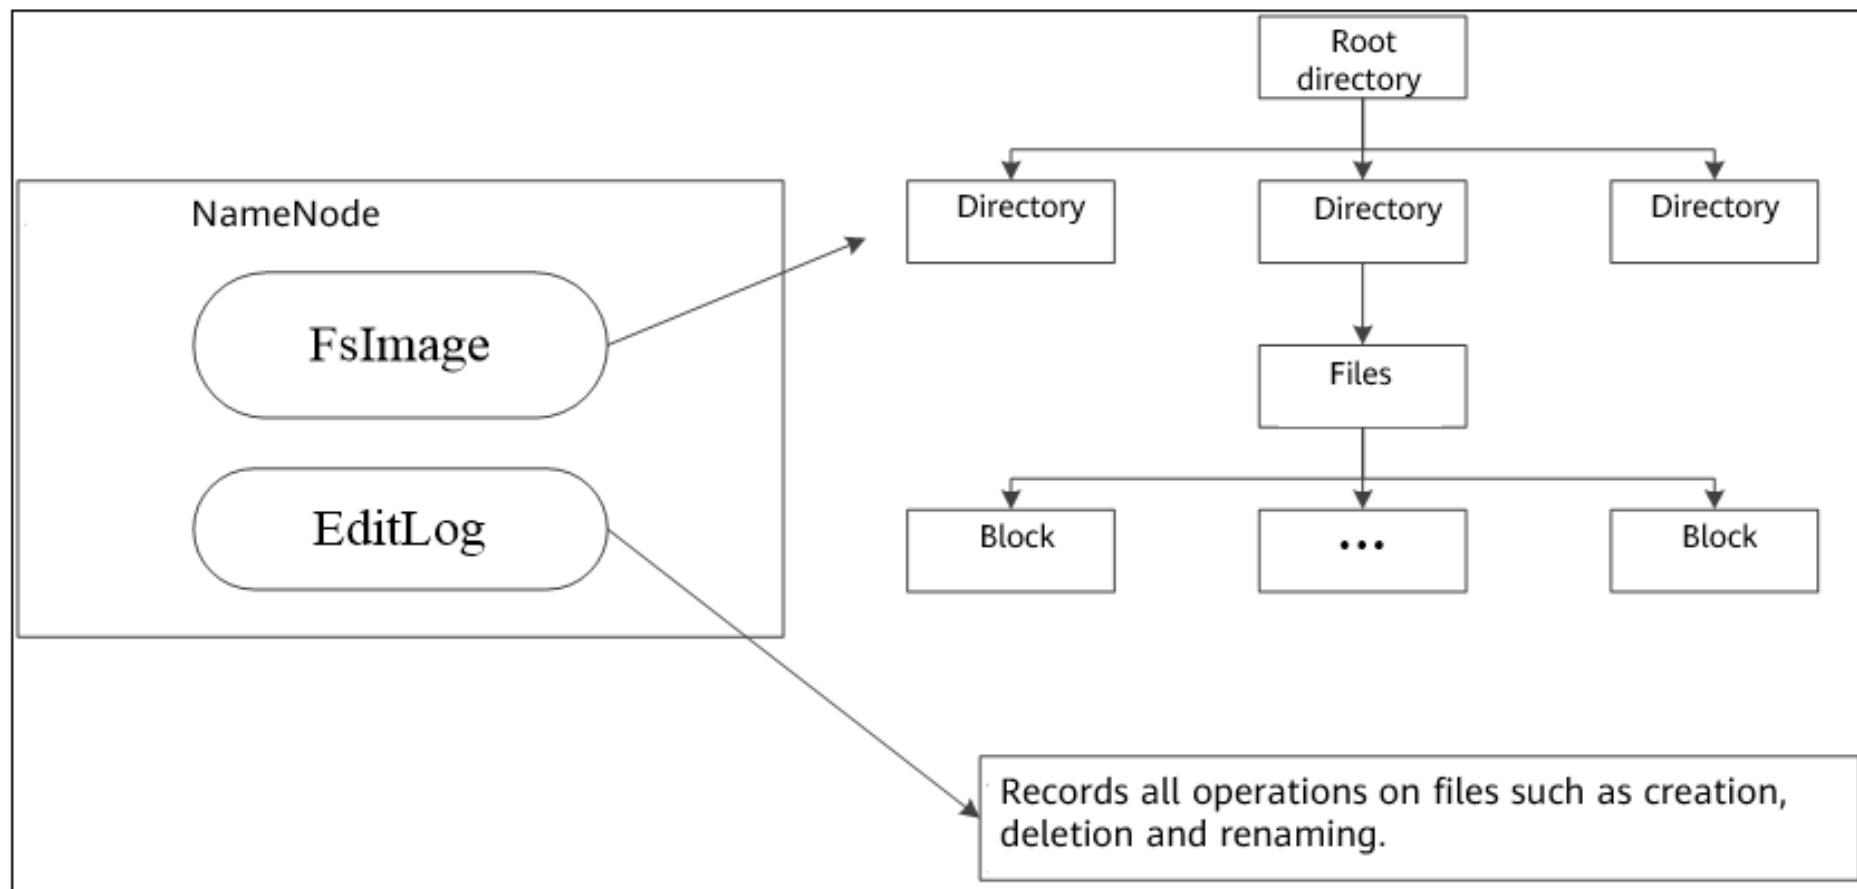 Root
directory
NameNode
Directory
Directory
Directory
FsImage
Files
EditLog
Block
...
Block
Records all operations on files such as creation,
deletion and renaming.